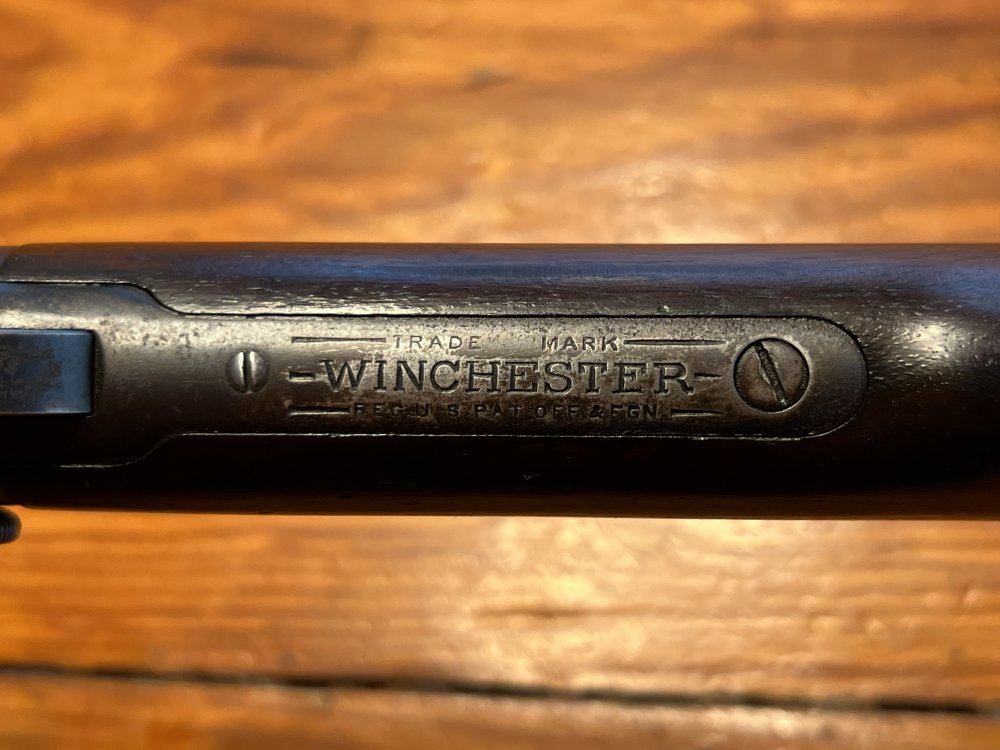 TRADE MARK
WINCHESTER
REG. U.S. PAT. OFF. & FGN.